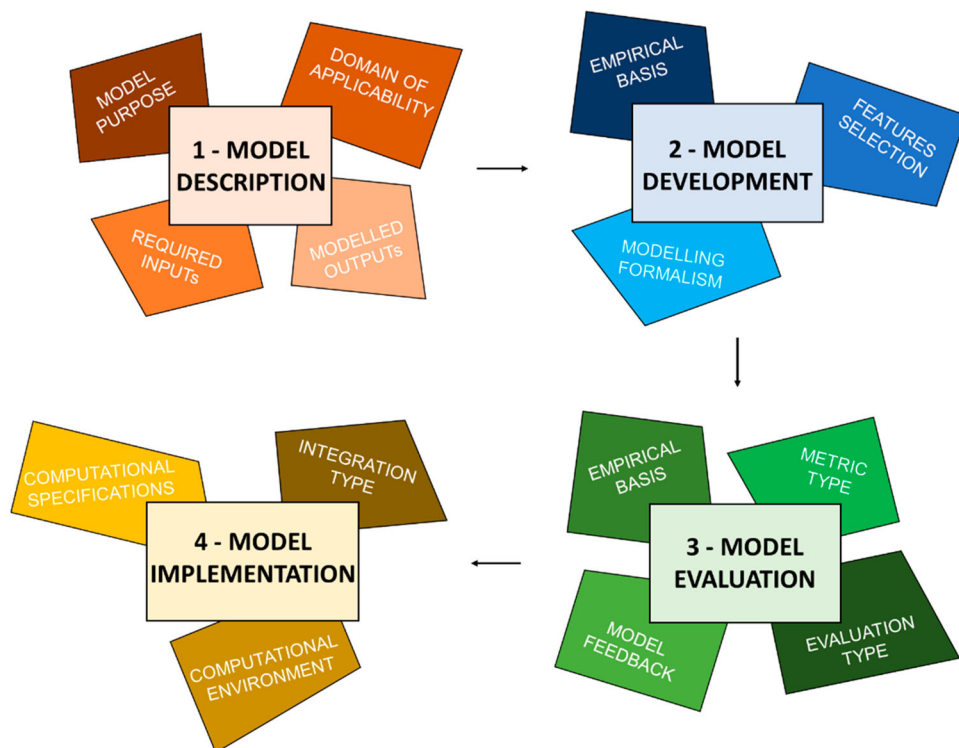 MODEL
PURPOSE
DOMAIN OF
APPLICABILITY
1 - MODEL
DESCRIPTION
REQUIRED
INPUTs
MODELLED
OUTPUTs
EMPIRICAL
BASIS
FEATURES
SELECTION
2 - MODEL
DEVELOPMENT
MODELLING
FORMALISM
COMPUTATIONAL
SPECIFICATIONS
INTEGRATION
TYPE
4 - MODEL
IMPLEMENTATION
COMPUTATIONAL
ENVIRONMENT
EMPIRICAL
BASIS
METRIC
TYPE
3 - MODEL
EVALUATION
MODEL
FEEDBACK
EVALUATION
TYPE